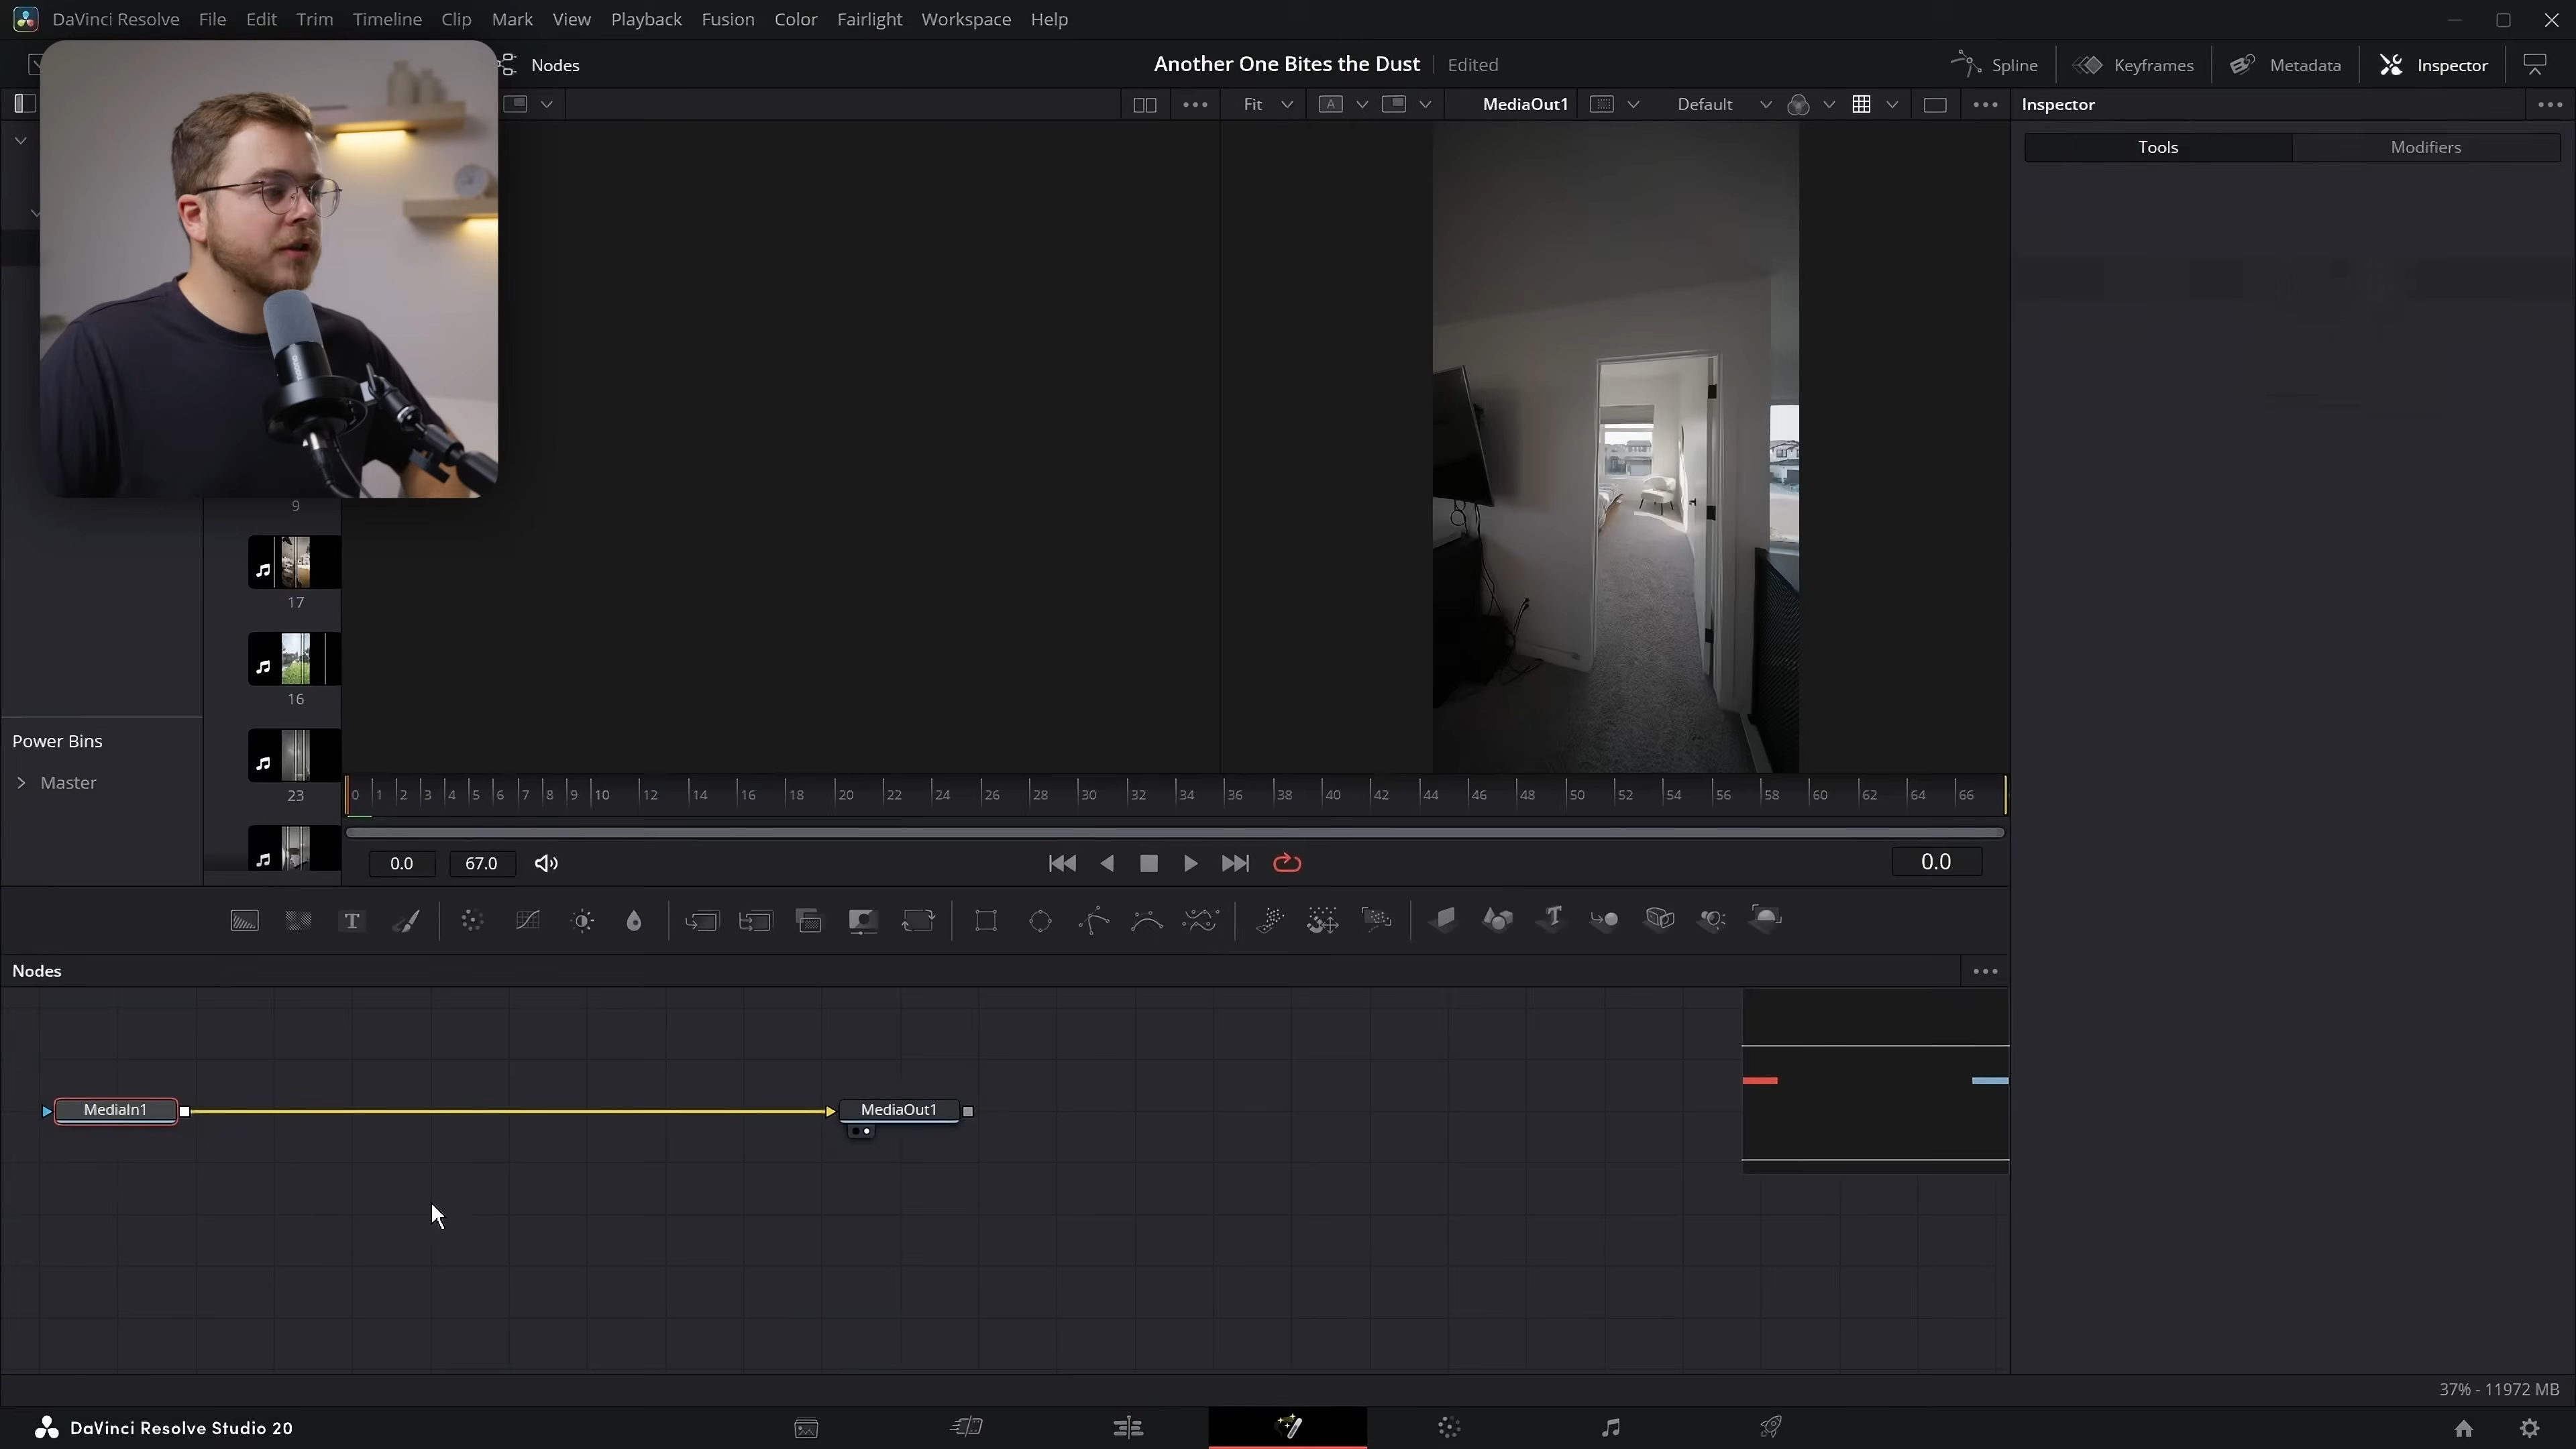 DaVinci Resolve File Edit Trim Timeline Clip Mark View Playback Fusion Color Fairlight Workspace Help
Nodes
Another One Bites the Dust Edited
Spline Keyframes Metadata Inspector
Fit A MediaOut1 Default
Inspector
Tools Modifiers
9
17
16
23
Power Bins
Master
0 1 2 3 4 5 6 7 8 9 10 12 14 16 18 20 22 24 26 28 30 32 34 36 38 40 42 44 46 48 50 52 54 56 58 60 62 64 66
0.0 67.0 0.0
T T
Nodes
MediaIn1 MediaOut1
37% - 11972 MB
DaVinci Resolve Studio 20